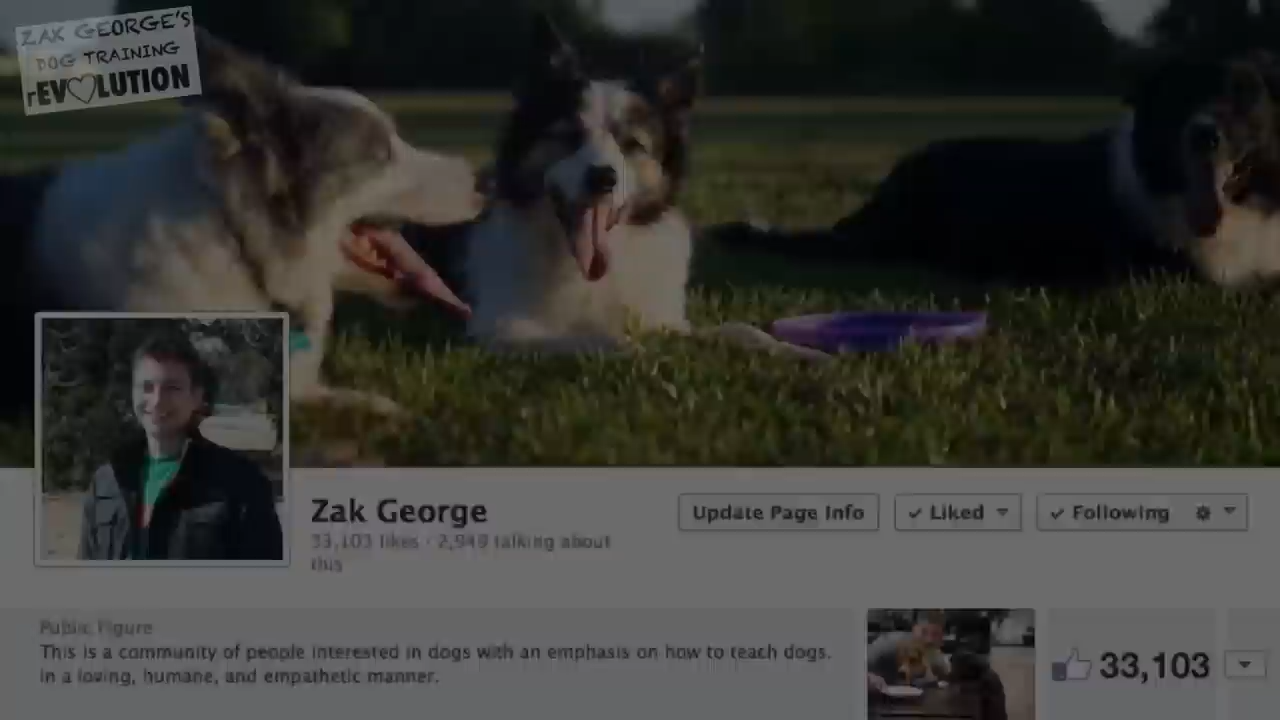 ZAK GEORGE'S
DOG TRAINING
rEV♡LUTION
Zak George
33,103 likes · 2,949 talking about
this
Update Page Info
✓ Liked
✓ Following
Public Figure
This is a community of people interested in dogs with an emphasis on how to teach dogs.
In a loving, humane, and empathetic manner.
33,103